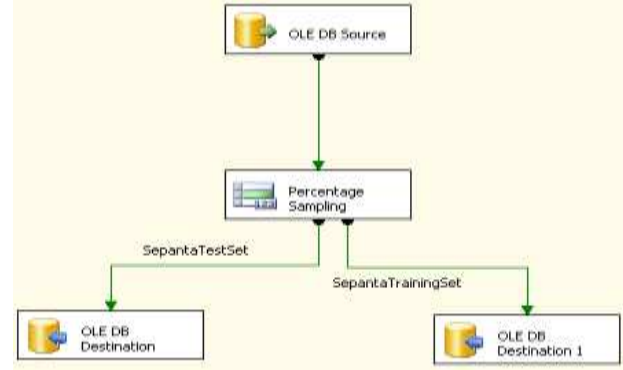 OLE DB Source
Percentage
Sampling
SepantaTestSet
SepantaTrainingSet
OLE DB
Destination
OLE DB
Destination 1